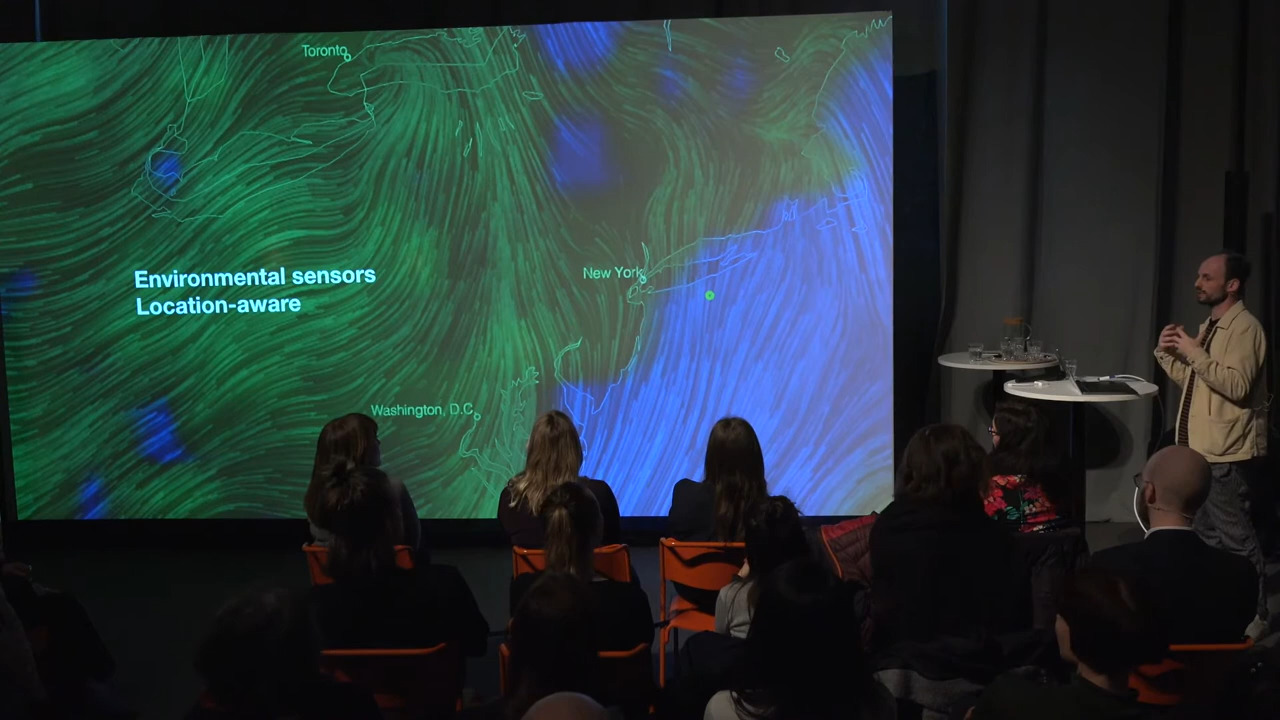 Toronto
Environmental sensors
Location-aware
New York
Washington, D.C.